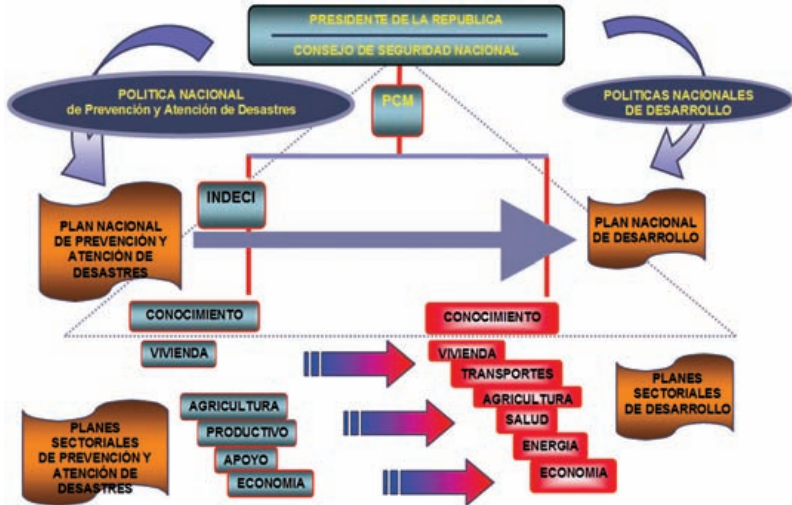 PRESIDENTE DE LA REPUBLICA
CONSEJO DE SEGURIDAD NACIONAL
POLITICA NACIONAL
de Prevención y Atención de Desastres
PCM
POLITICAS NACIONALES
DE DESARROLLO
INDECI
PLAN NACIONAL
DE PREVENCIÓN Y
ATENCIÓN DE
DESASTRES
PLAN NACIONAL
DE DESARROLLO
CONOCIMIENTO
CONOCIMIENTO
VIVIENDA
VIVIENDA
TRANSPORTES
AGRICULTURA
SALUD
ENERGIA
ECONOMIA
PLANES
SECTORIALES
DE DESARROLLO
AGRICULTURA
PRODUCTIVO
APOYO
ECONOMIA
PLANES
SECTORIALES
DE PREVENCIÓN Y
ATENCIÓN DE
DESASTRES